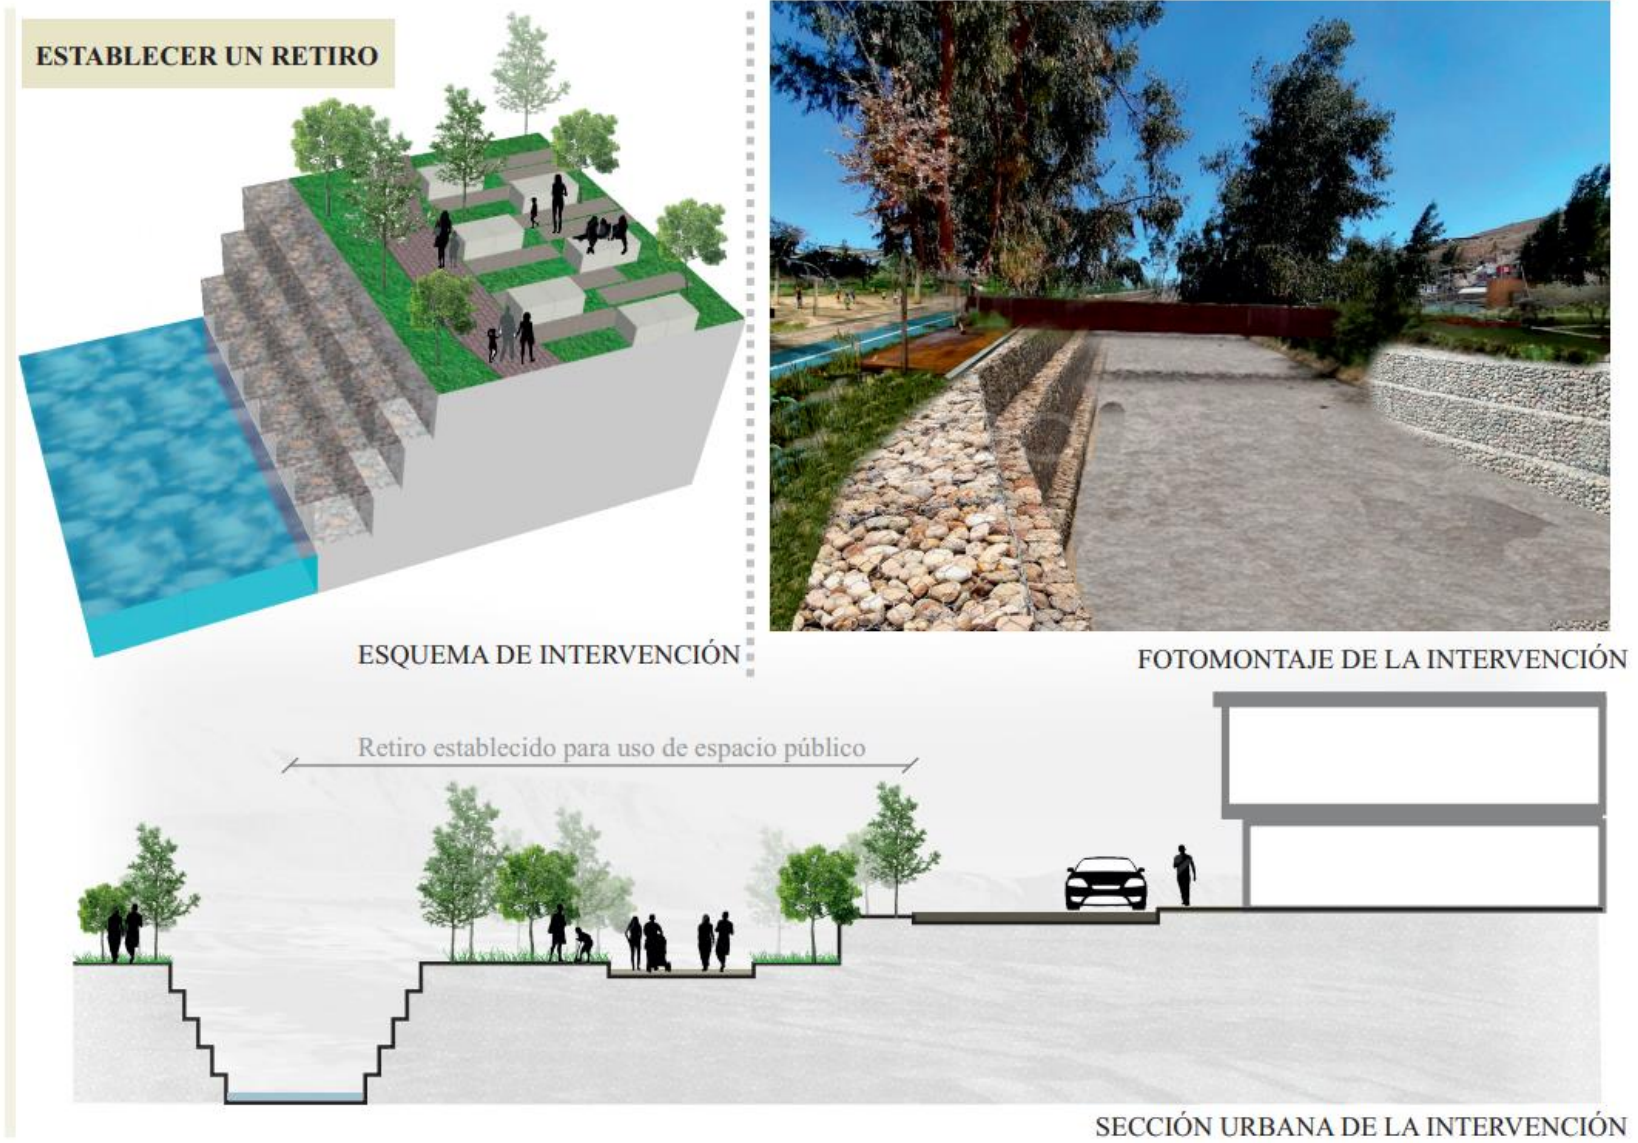 ESTABLECER UN RETIRO
ESQUEMA DE INTERVENCIÓN
FOTOMONTAJE DE LA INTERVENCIÓN
Retiro establecido para uso de espacio público
SECCIÓN URBANA DE LA INTERVENCIÓN